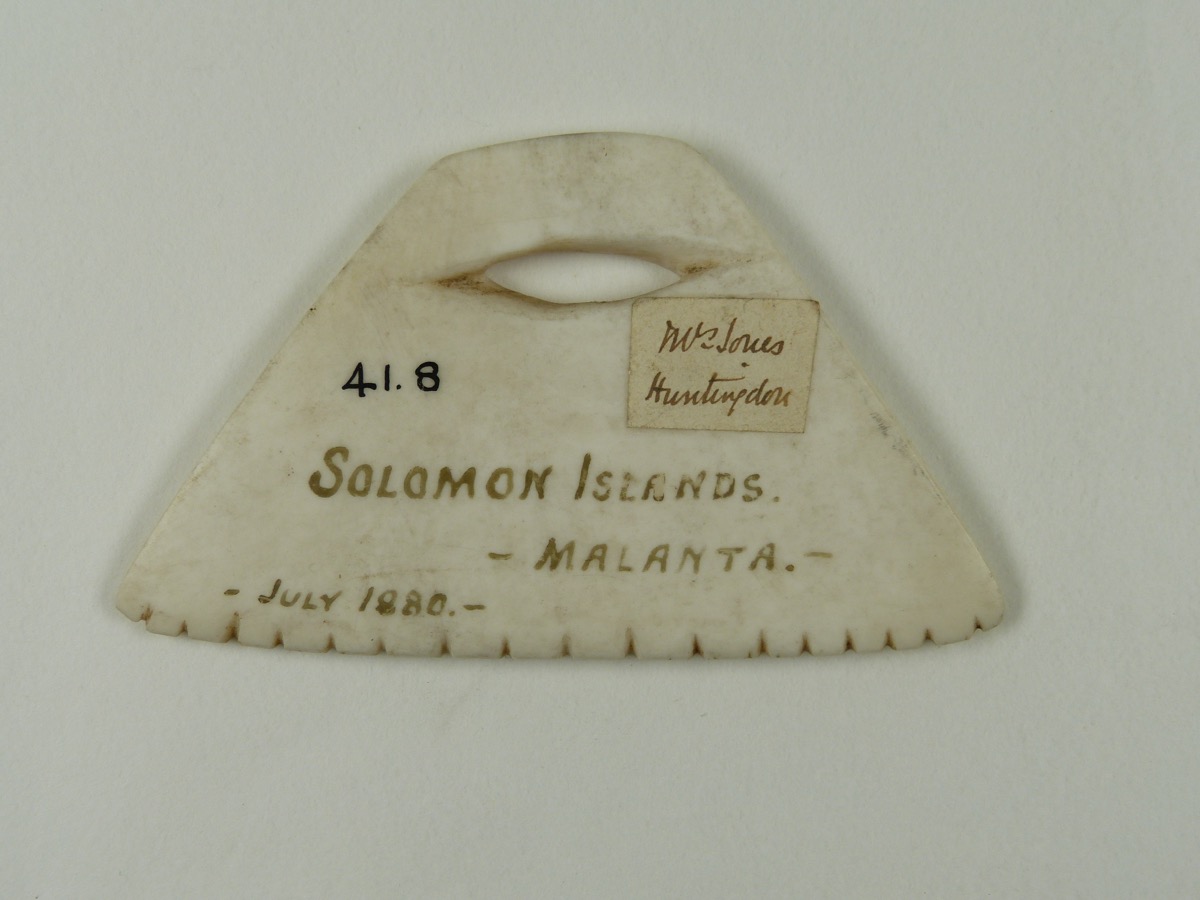 Mrs Jones
Huntingdon
41.8
SOLOMON ISLANDS.
- MALANTA. -
- JULY 1880. -